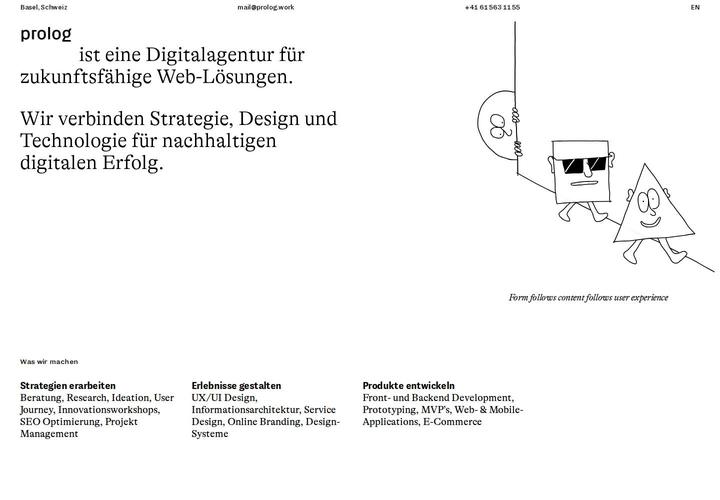 Basel, Schweiz
mail@prolog.work
+41 61 563 11 55
EN
prolog
ist eine Digitalagentur für
zukunftsfähige Web-Lösungen.
Wir verbinden Strategie, Design und
Technologie für nachhaltigen
digitalen Erfolg.
Form follows content follows user experience
Was wir machen
Strategien erarbeiten
Beratung, Research, Ideation, User
Journey, Innovationsworkshops,
SEO Optimierung, Projekt
Management
Erlebnisse gestalten
UX/UI Design,
Informationsarchitektur, Service
Design, Online Branding, Design-
Systeme
Produkte entwickeln
Front- und Backend Development,
Prototyping, MVP's, Web- & Mobile-
Applications, E-Commerce